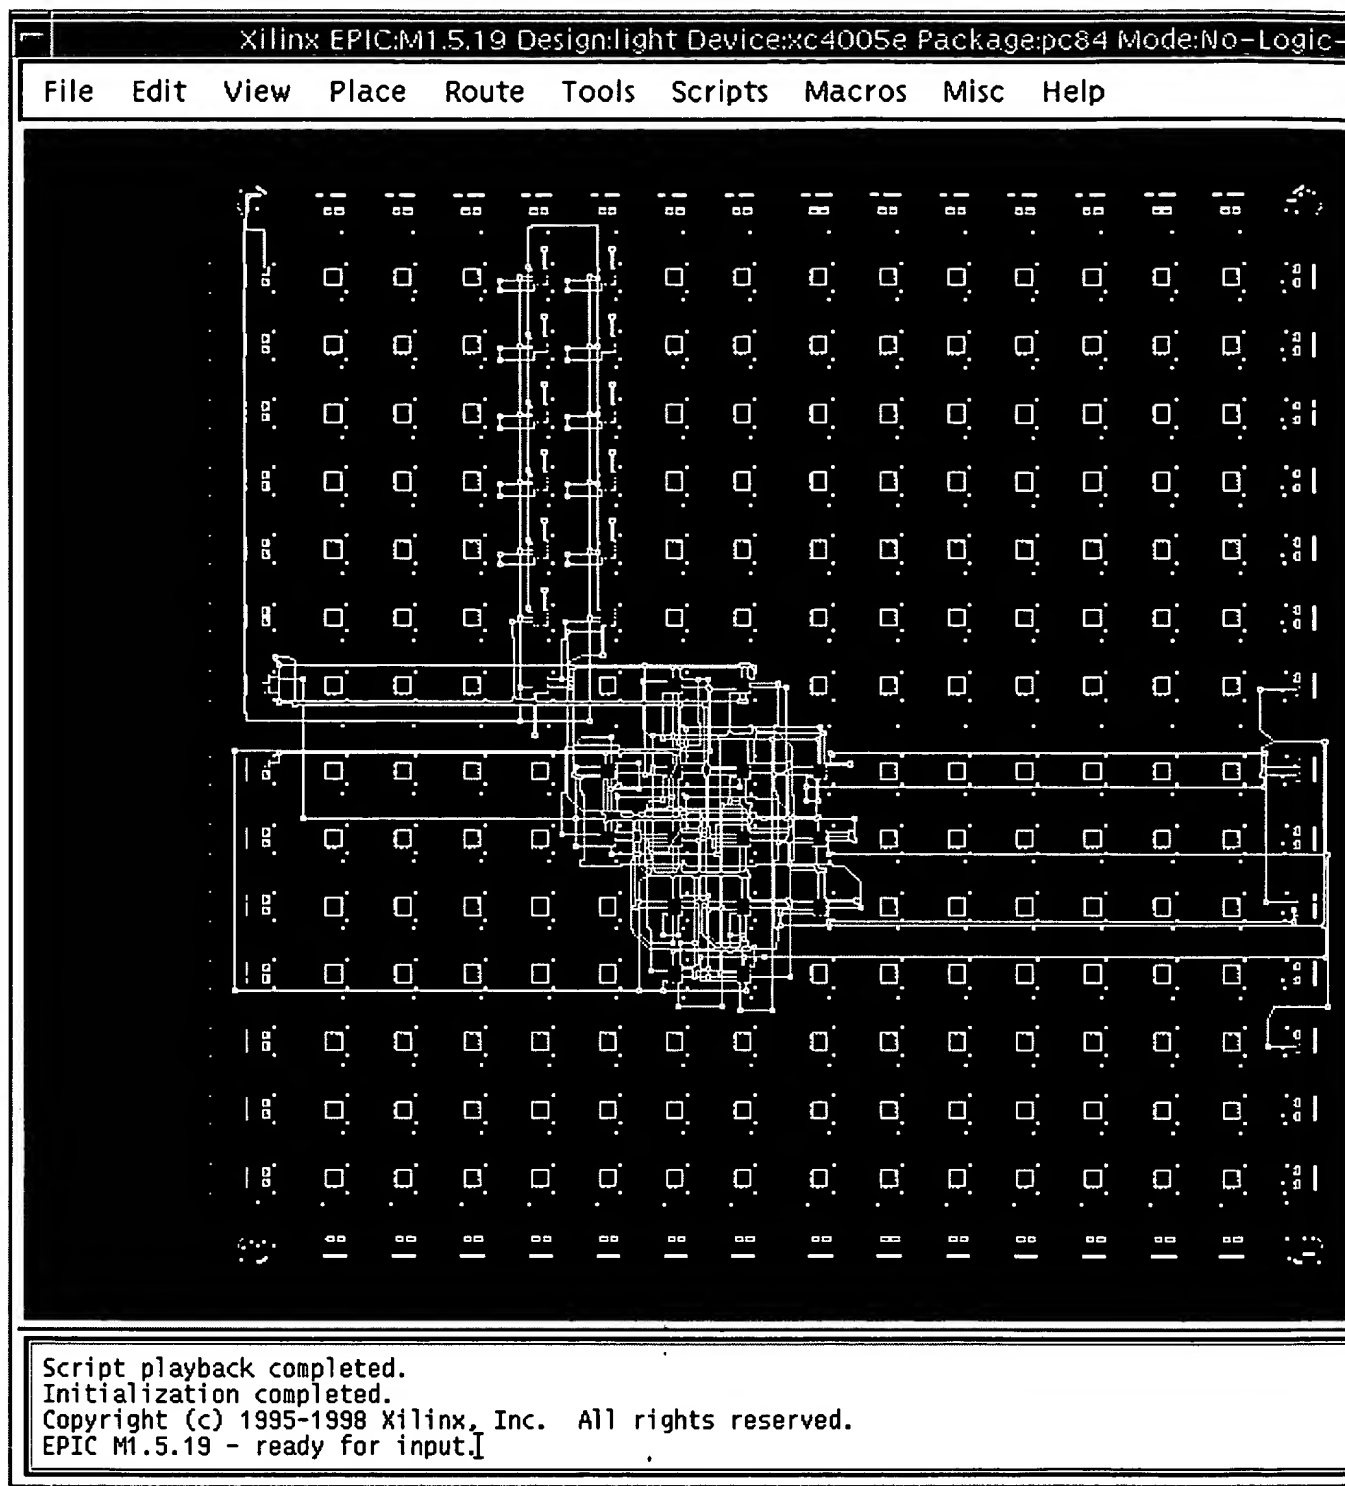 Xilinx EPIC:M1.5.19 Design:light Device:xc4005e Package:pc84 Mode:No-Logic-
File Edit View Place Route Tools Scripts Macros Misc Help
Script playback completed.
Initialization completed.
Copyright (c) 1995-1998 Xilinx, Inc. All rights reserved.
EPIC M1.5.19 - ready for input.